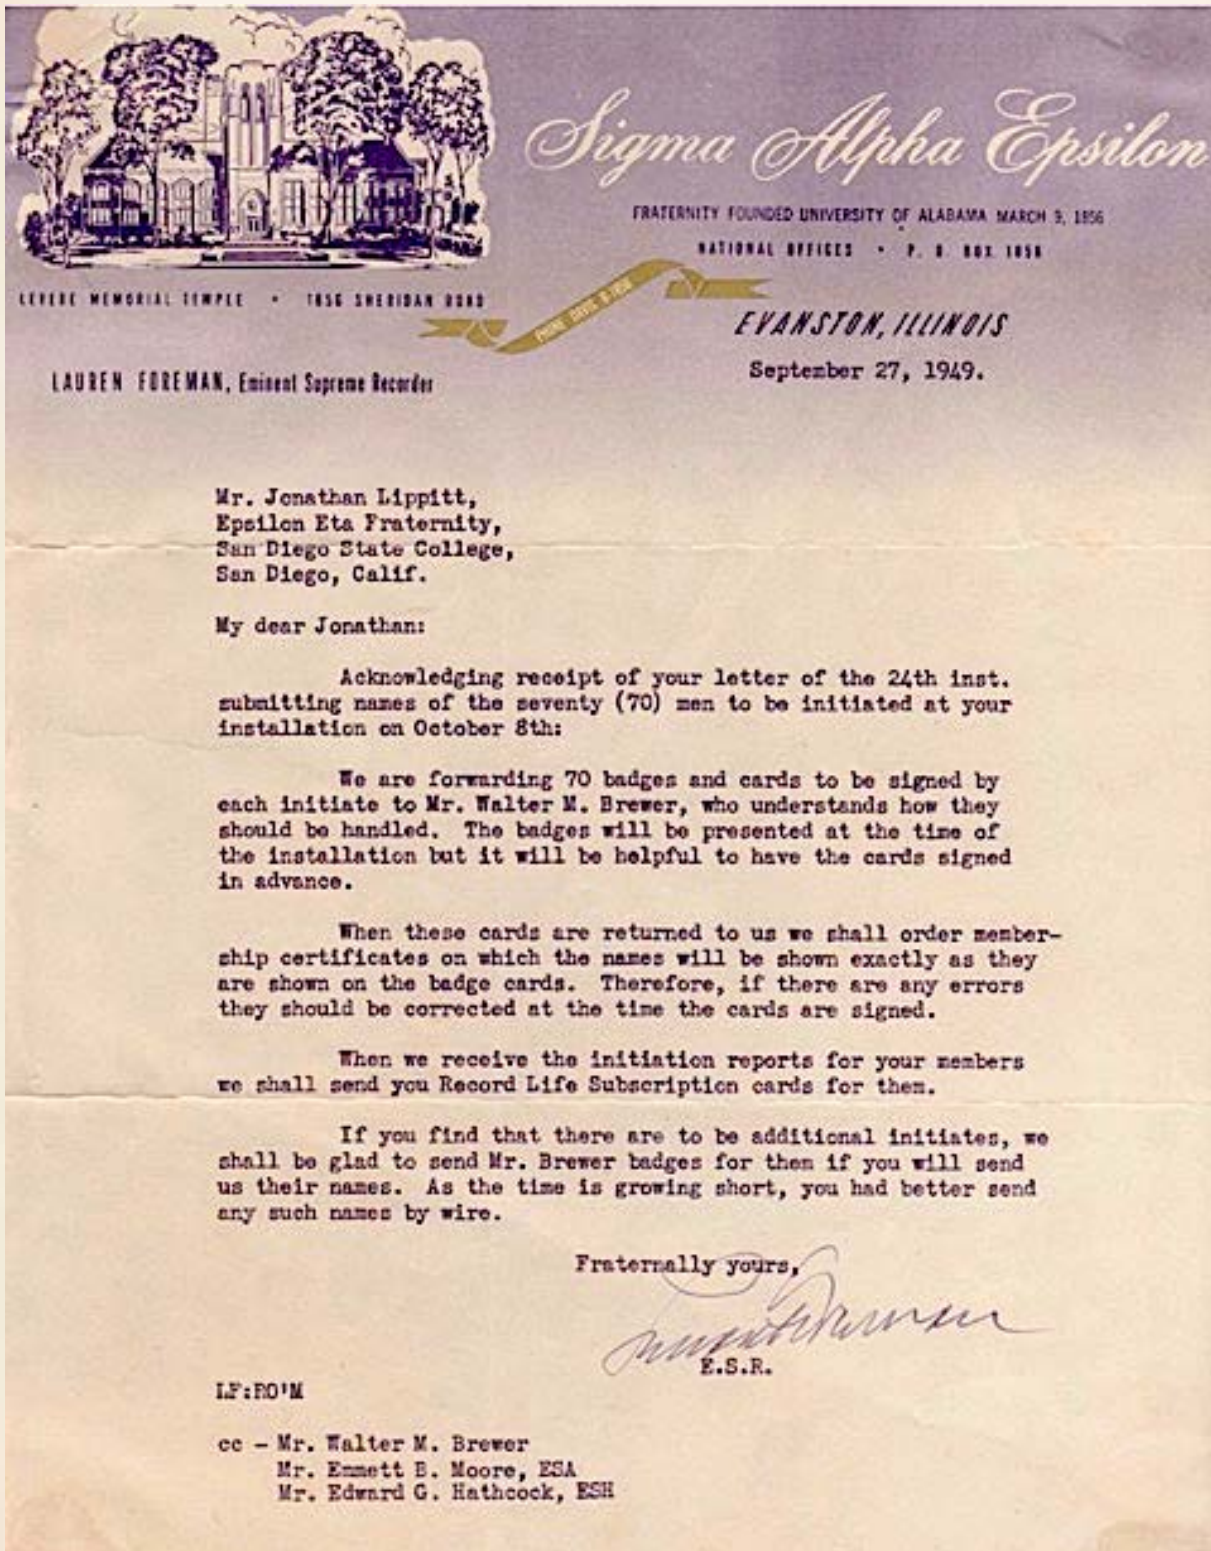 Sigma Alpha Epsilon
FRATERNITY FOUNDED UNIVERSITY OF ALABAMA MARCH 9, 1856
NATIONAL OFFICES • P. O. BOX 1856
LEVERE MEMORIAL TEMPLE • 1856 SHERIDAN ROAD
PHONE DAVIS 8-1856
EVANSTON, ILLINOIS
September 27, 1949.
LAUREN FOREMAN, Eminent Supreme Recorder
Mr. Jonathan Lippitt,
Epsilon Eta Fraternity,
San Diego State College,
San Diego, Calif.
My dear Jonathan:
Acknowledging receipt of your letter of the 24th inst.
submitting names of the seventy (70) men to be initiated at your
installation on October 8th:
We are forwarding 70 badges and cards to be signed by
each initiate to Mr. Walter M. Brewer, who understands how they
should be handled. The badges will be presented at the time of
the installation but it will be helpful to have the cards signed
in advance.
When these cards are returned to us we shall order member-
ship certificates on which the names will be shown exactly as they
are shown on the badge cards. Therefore, if there are any errors
they should be corrected at the time the cards are signed.
When we receive the initiation reports for your members
we shall send you Record Life Subscription cards for them.
If you find that there are to be additional initiates, we
shall be glad to send Mr. Brewer badges for them if you will send
us their names. As the time is growing short, you had better send
any such names by wire.
Fraternally yours,
Lauren Foreman
E.S.R.
LF:RO'M
cc - Mr. Walter M. Brewer
Mr. Emmett B. Moore, ESA
Mr. Edward G. Hathcock, ESH